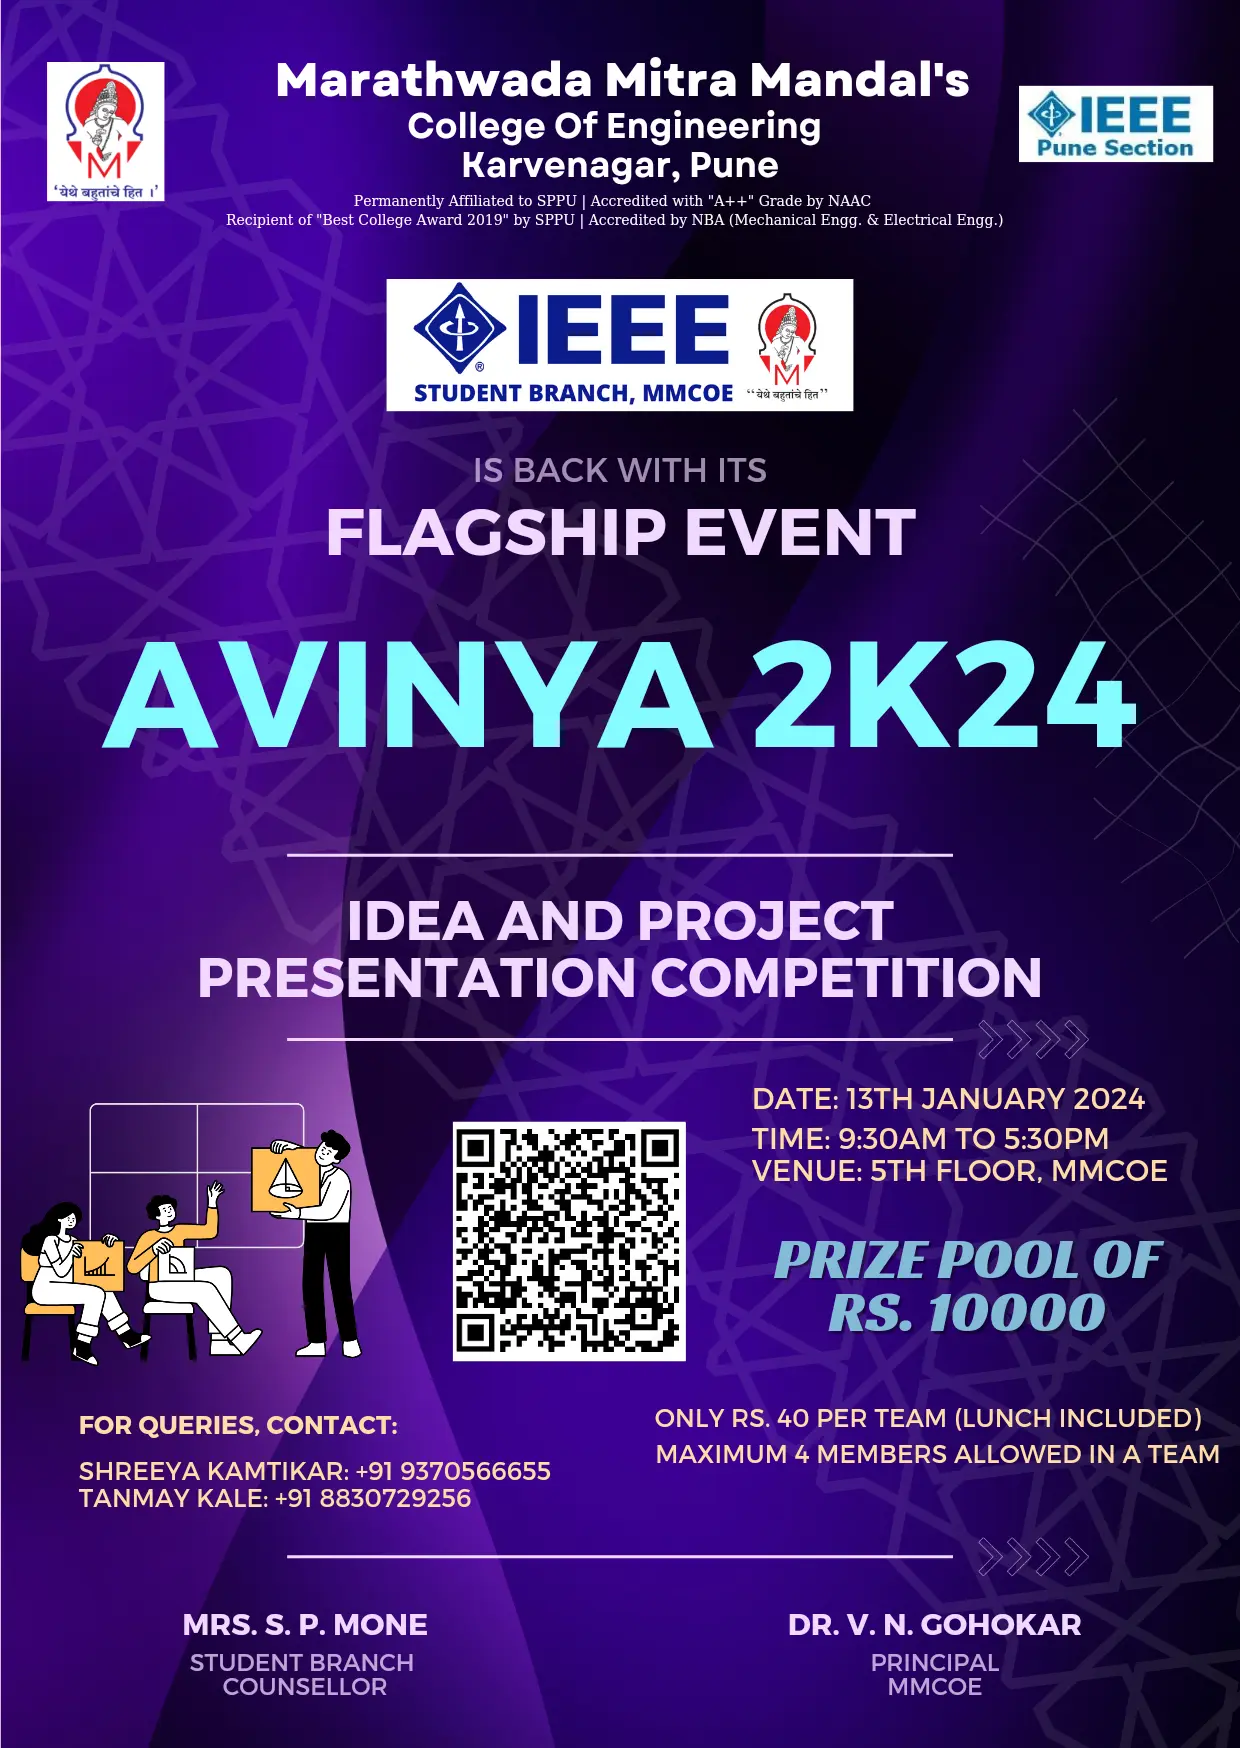 Marathwada Mitra Mandal's
College Of Engineering
Karvenagar, Pune
Permanently Affiliated to SPPU | Accredited with "A++" Grade by NAAC
Recipient of "Best College Award 2019" by SPPU | Accredited by NBA (Mechanical Engg. & Electrical Engg.)
M
'येथे बहुतांचे हित ।'
IEEE
Pune Section
IEEE
®
STUDENT BRANCH, MMCOE
M
“येथे बहुतांचे हित”
IS BACK WITH ITS
FLAGSHIP EVENT
AVINYA 2K24
IDEA AND PROJECT
PRESENTATION COMPETITION
DATE: 13TH JANUARY 2024
TIME: 9:30AM TO 5:30PM
VENUE: 5TH FLOOR, MMCOE
PRIZE POOL OF
RS. 10000
ONLY RS. 40 PER TEAM (LUNCH INCLUDED)
MAXIMUM 4 MEMBERS ALLOWED IN A TEAM
FOR QUERIES, CONTACT:
SHREEYA KAMTIKAR: +91 9370566655
TANMAY KALE: +91 8830729256
MRS. S. P. MONE
STUDENT BRANCH
COUNSELLOR
DR. V. N. GOHOKAR
PRINCIPAL
MMCOE